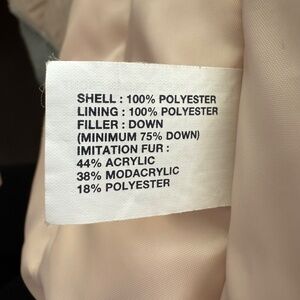 SHELL : 100% POLYESTER
LINING : 100% POLYESTER
FILLER : DOWN
(MINIMUM 75% DOWN)
IMITATION FUR :
44% ACRYLIC
38% MODACRYLIC
18% POLYESTER